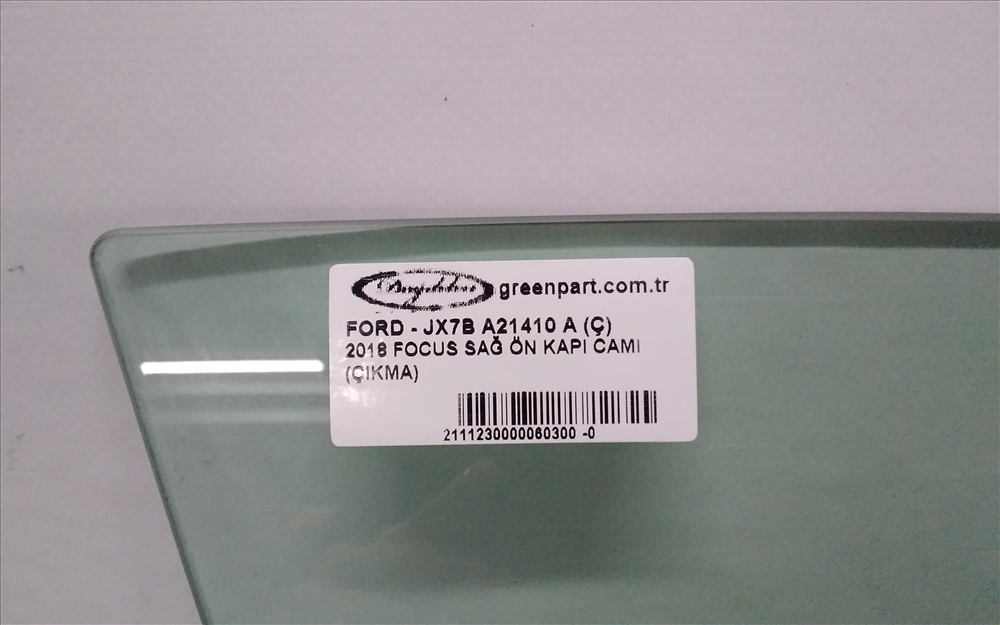 greenpart.com.tr
FORD - JX7B A21410 A (Ç)
2018 FOCUS SAĞ ÖN KAPI CAMI
(ÇIKMA)
2111230000060300 -0